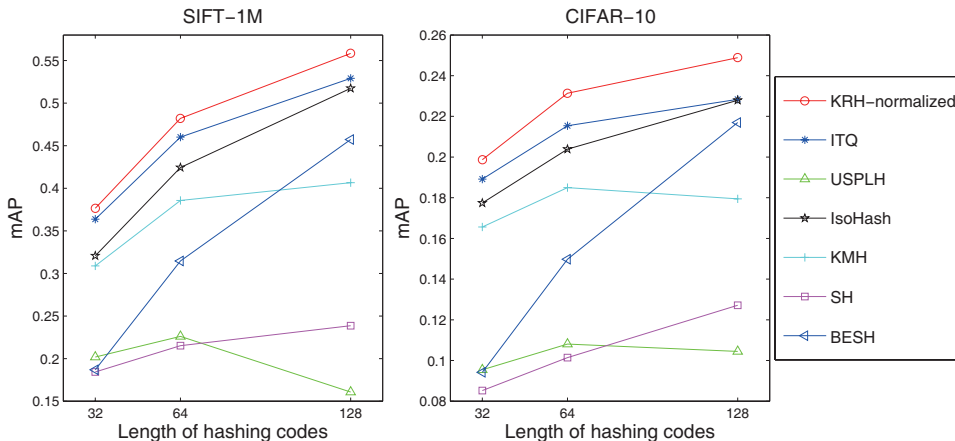 SIFT−1M
0.55
0.5
0.45
0.4
0.35
0.3
0.25
0.2
0.15
mAP
32
64
128
Length of hashing codes
CIFAR−10
0.26
0.24
0.22
0.2
0.18
0.16
0.14
0.12
0.1
0.08
mAP
32
64
128
Length of hashing codes
KRH−normalized
ITQ
USPLH
IsoHash
KMH
SH
BESH